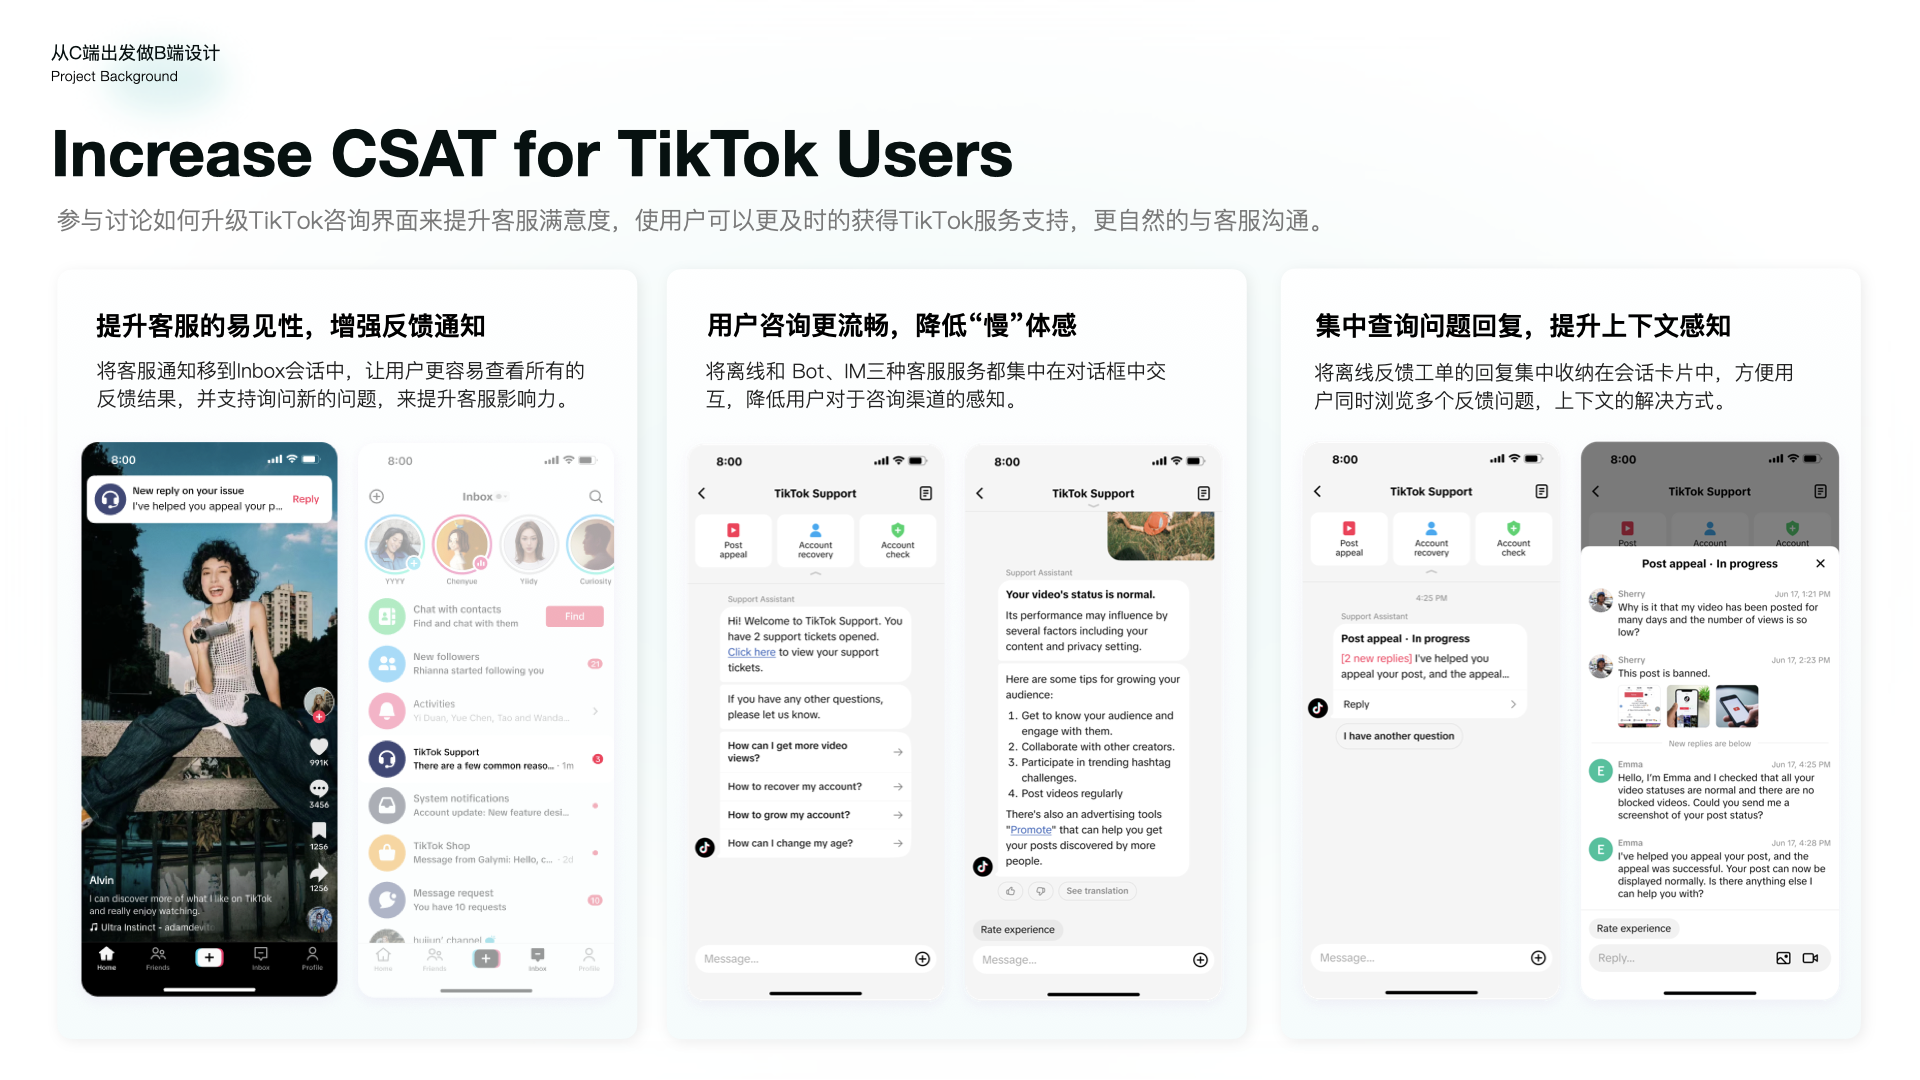 从C端出发做B端设计
Project Background
Increase CSAT for TikTok Users
参与讨论如何升级TikTok咨询界面来提升客服满意度，使用户可以更及时的获得TikTok服务支持，更自然的与客服沟通。
提升客服的易见性，增强反馈通知
将客服通知移到Inbox会话中，让用户更容易查看所有的
反馈结果，并支持询问新的问题，来提升客服影响力。
8:00
New reply on your issue
I've helped you appeal your p...
Reply
991K
3456
1256
1256
Alvin
I can discover more of what I like on TikTok
and really enjoy watching.
Ultra Instinct - adamdevit
Home
Friends
Inbox
Profile
8:00
Inbox
YYYY
Chenyue
Yiidy
Curiosity
Chat with contacts
Find and chat with them
Find
New followers
Rhianna started following you
21
Activities
Yi Duan, Yue Chen, Tao and Wanda...
TikTok Support
There are a few common reaso... · 1m
3
System notifications
Account update: New feature desi...
TikTok Shop
Message from Galymi: Hello, c... · 2d
Message request
You have 10 requests
10
huijun' channel
Home
Friends
Inbox
Profile
用户咨询更流畅，降低“慢”体感
将离线和 Bot、IM三种客服服务都集中在对话框中交
互，降低用户对于咨询渠道的感知。
8:00
TikTok Support
Post
appeal
Account
recovery
Account
check
Support Assistant
Hi! Welcome to TikTok Support. You
have 2 support tickets opened.
Click here to view your support
tickets.
If you have any other questions,
please let us know.
How can I get more video
views?
How to recover my account?
How to grow my account?
How can I change my age?
Message...
8:00
TikTok Support
Support Assistant
Your video's status is normal.
Its performance may influence by
several factors including your
content and privacy setting.
Here are some tips for growing your
audience:
1. Get to know your audience and
engage with them.
2. Collaborate with other creators.
3. Participate in trending hashtag
challenges.
4. Post videos regularly
There's also an advertising tools
"Promote" that can help you get
your posts discovered by more
people.
See translation
Rate experience
Message...
集中查询问题回复，提升上下文感知
将离线反馈工单的回复集中收纳在会话卡片中，方便用
户同时浏览多个反馈问题，上下文的解决方式。
8:00
TikTok Support
Post
appeal
Account
recovery
Account
check
4:25 PM
Support Assistant
Post appeal · In progress
[2 new replies] I've helped you
appeal your post, and the appeal...
Reply
I have another question
Message...
8:00
TikTok Support
Post
Account
Account
Post appeal · In progress
Sherry
Jun 17, 1:21 PM
Why is it that my video has been posted for
many days and the number of views is so
low?
Sherry
Jun 17, 2:23 PM
This post is banned.
New replies are below
E
Emma
Jun 17, 4:25 PM
Hello, I'm Emma and I checked that all your
video statuses are normal and there are no
blocked videos. Could you send me a
screenshot of your post status?
E
Emma
Jun 17, 4:28 PM
I've helped you appeal your post, and the
appeal was successful. Your post can now be
displayed normally. Is there anything else I
can help you with?
Rate experience
Reply...